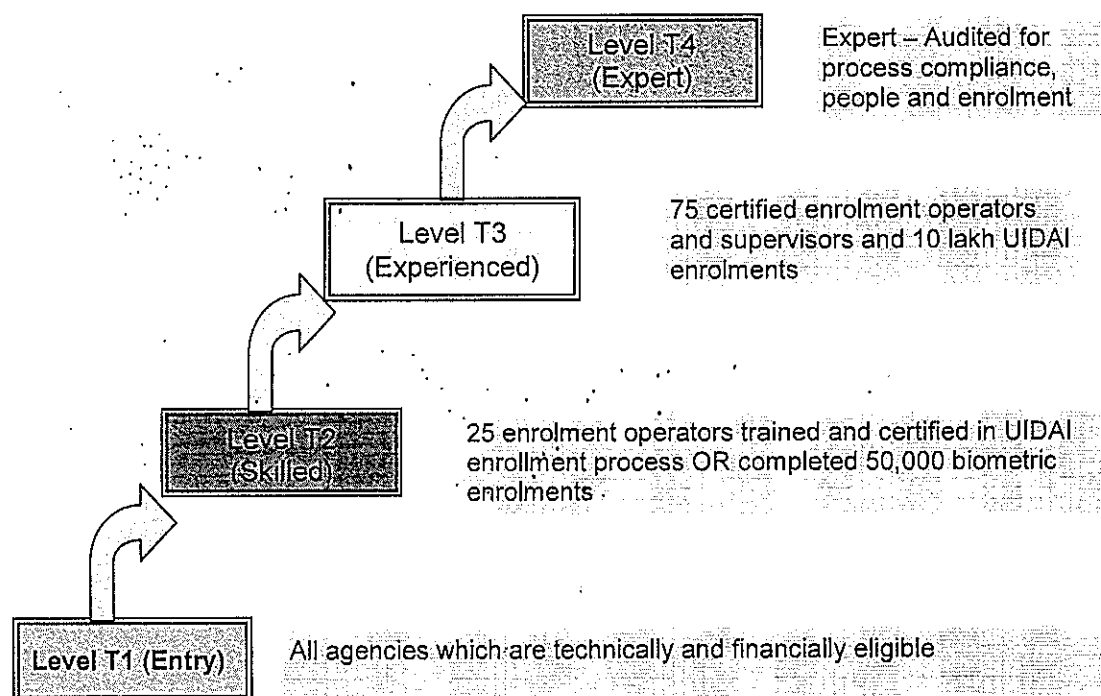 Level T4
(Expert)
Expert – Audited for
process compliance,
people and enrolment
Level T3
(Experienced)
75 certified enrolment operators
and supervisors and 10 lakh UIDAI
enrolments
Level T2
(Skilled)
25 enrolment operators trained and certified in UIDAI
enrollment process OR completed 50,000 biometric
enrolments
Level T1 (Entry)
All agencies which are technically and financially eligible